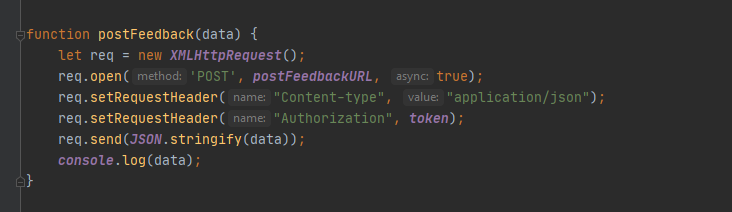 function postFeedback(data) {
let req = new XMLHttpRequest();
req.open( method: 'POST', postFeedbackURL, async: true);
req.setRequestHeader( name: "Content-type", value: "application/json");
req.setRequestHeader( name: "Authorization", token);
req.send(JSON.stringify(data));
console.log(data);
}